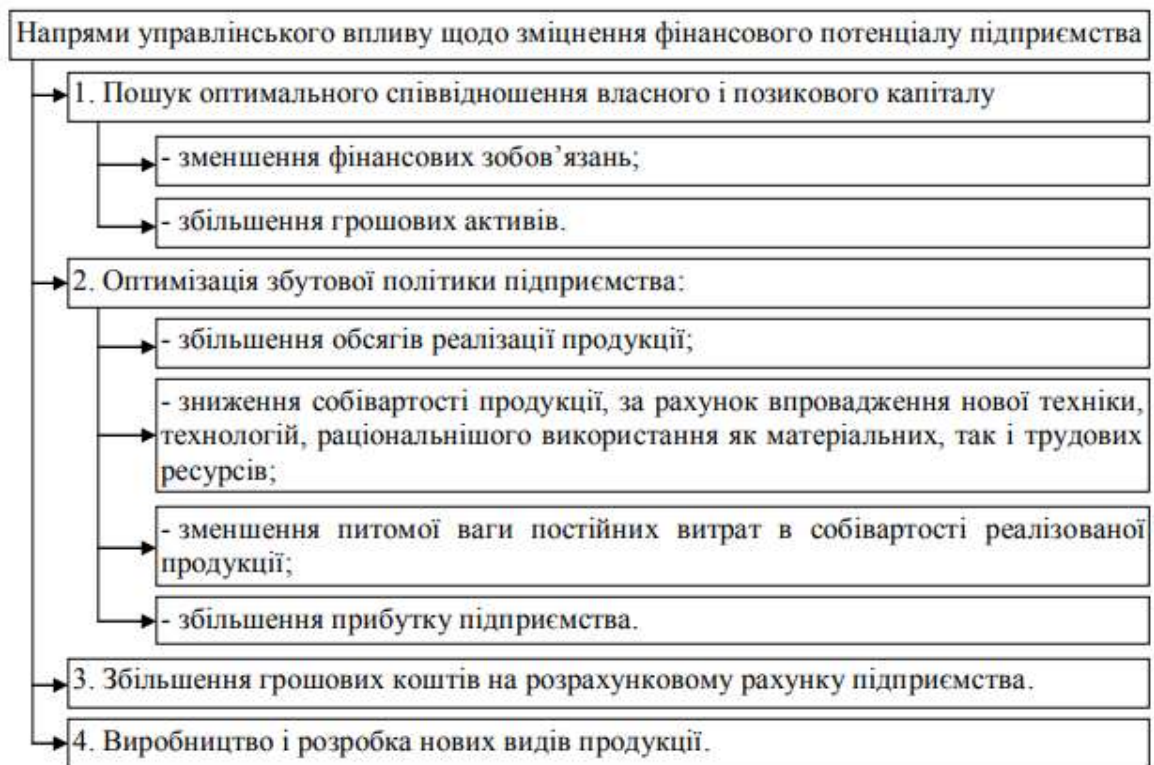 Напрями управлінського впливу щодо зміцнення фінансового потенціалу підприємства
1. Пошук оптимального співвідношення власного і позикового капіталу
- зменшення фінансових зобов’язань;
- збільшення грошових активів.
2. Оптимізація збутової політики підприємства:
- збільшення обсягів реалізації продукції;
- зниження собівартості продукції, за рахунок впровадження нової техніки,
технологій, раціональнішого використання як матеріальних, так і трудових
ресурсів;
- зменшення питомої ваги постійних витрат в собівартості реалізованої
продукції;
- збільшення прибутку підприємства.
3. Збільшення грошових коштів на розрахунковому рахунку підприємства.
4. Виробництво і розробка нових видів продукції.